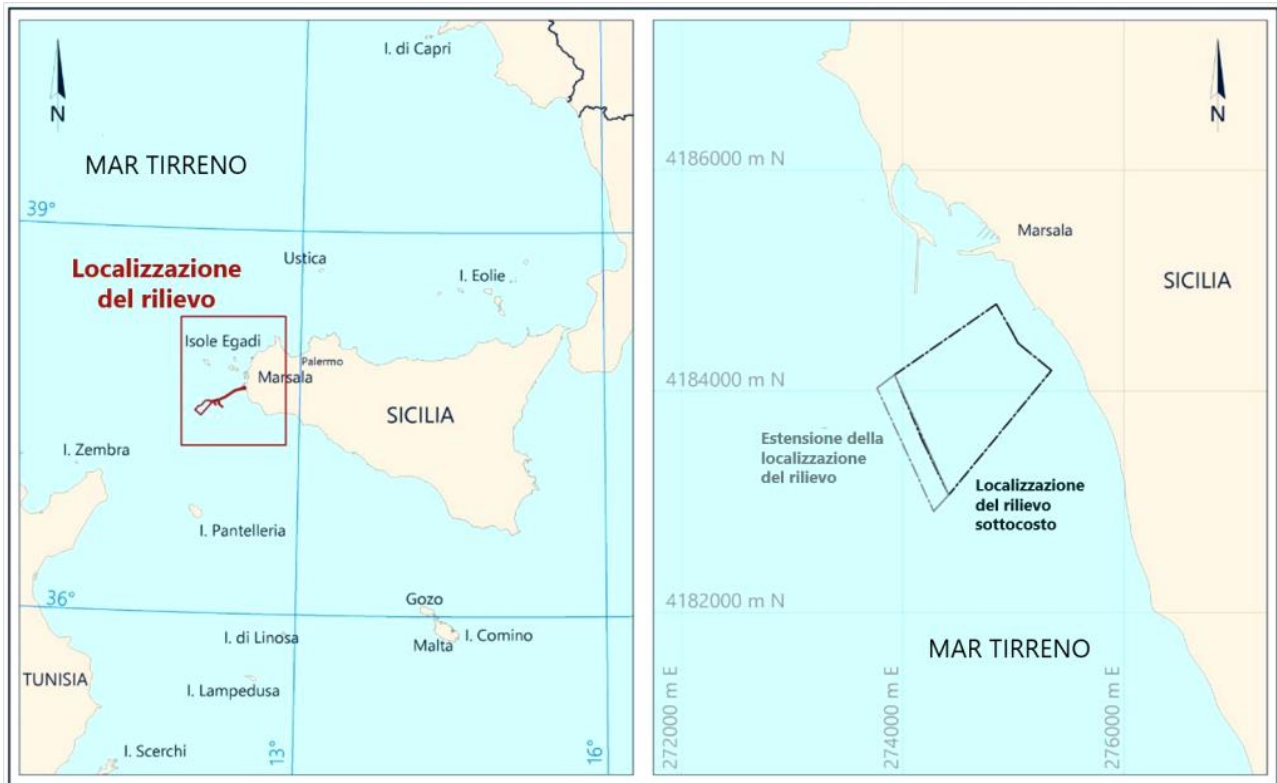 I. di Capri
N
MAR TIRRENO
39°
Ustica
I. Eolie
Localizzazione
del rilievo
Isole Egadi
Palermo
Marsala
SICILIA
I. Zembra
I. Pantelleria
36°
Gozo
I. di Linosa
Malta
I. Comino
TUNISIA
I. Lampedusa
I. Scerchi
13°
16°
N
4186000 m N
Marsala
SICILIA
4184000 m N
Estensione della
localizzazione
del rilievo
Localizzazione
del rilievo
sottocosto
4182000 m N
MAR TIRRENO
272000 m E
274000 m E
276000 m E